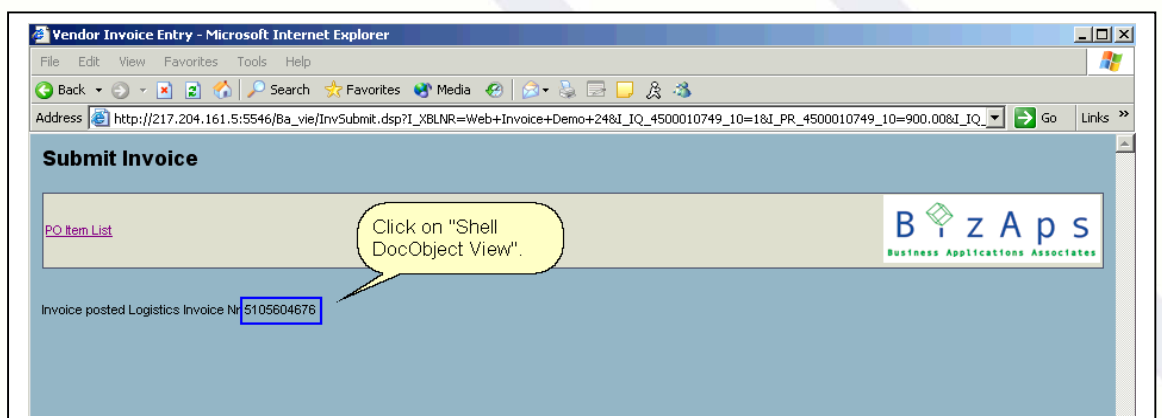 Vendor Invoice Entry - Microsoft Internet Explorer
File Edit View Favorites Tools Help
Back Search Favorites Media
Address http://217.204.161.5:5546/Ba_vie/InvSubmit.dsp?I_XBLNR=Web+Invoice+Demo+24&I_IQ_4500010749_10=1&I_PR_4500010749_10=900.00&I_IQ_ Go Links »
Submit Invoice
PO Item List
Click on "Shell
DocObject View".
BizAps
Business Applications Associates
Invoice posted Logistics Invoice Nr 5105604676